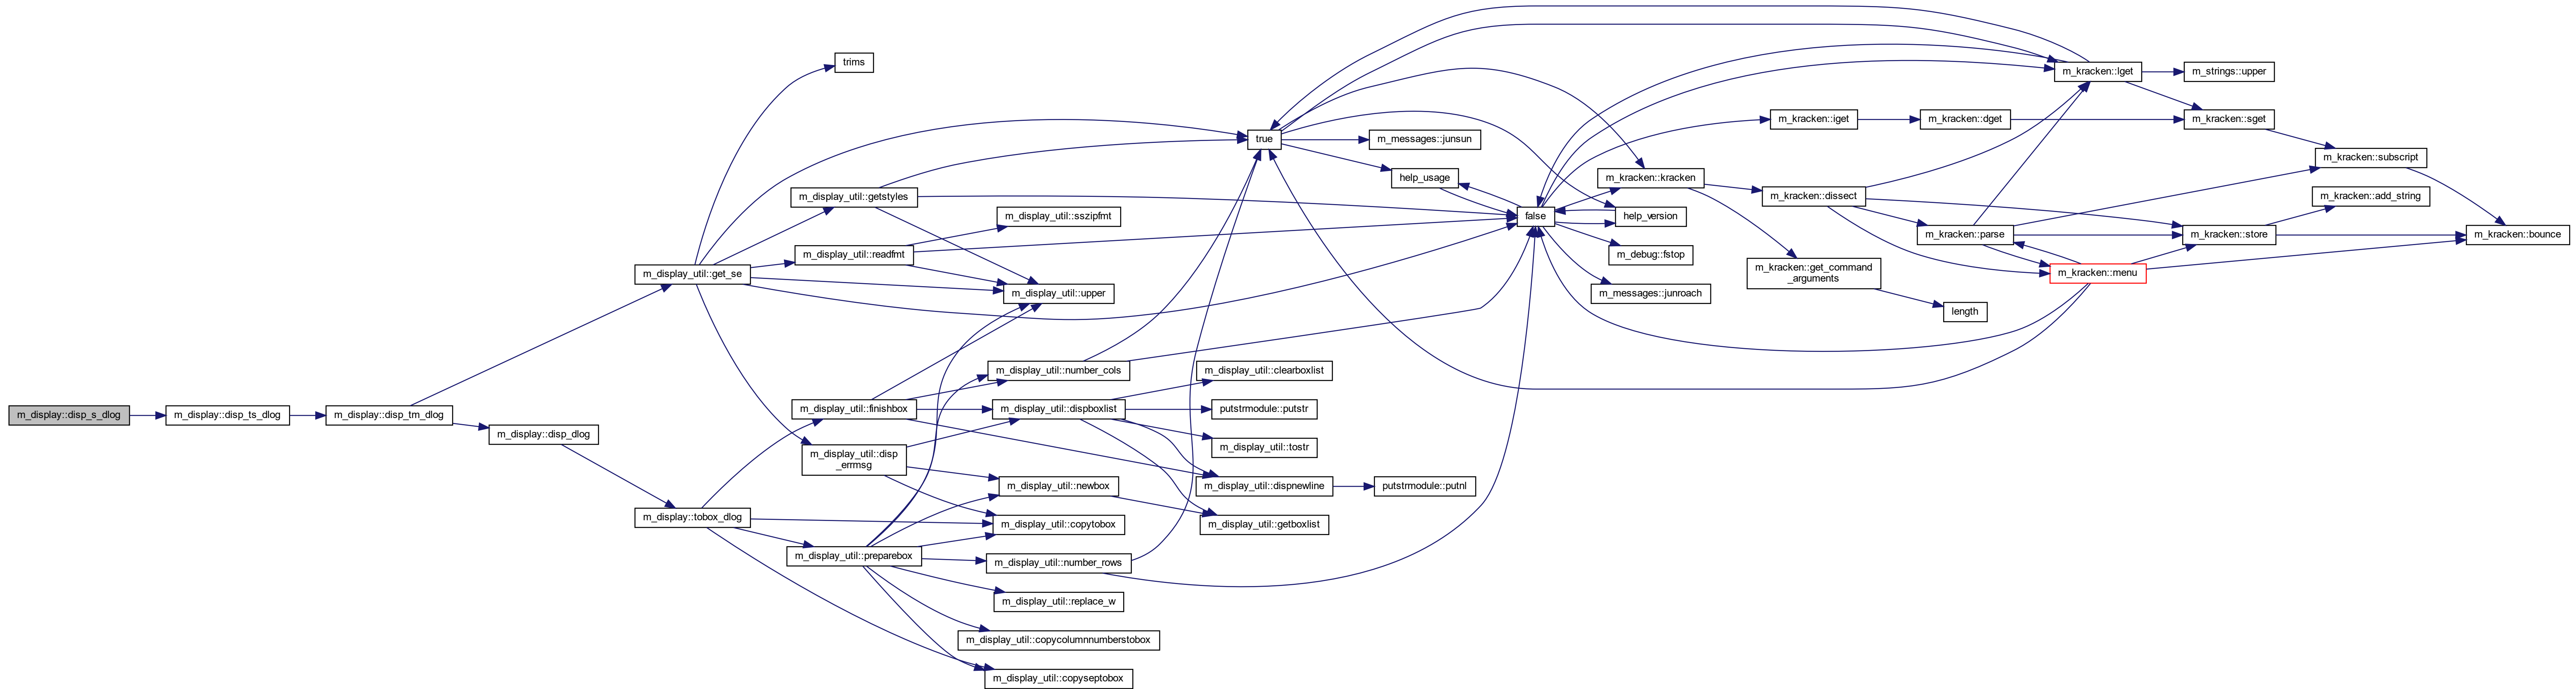 m_display::disp_s_dlog
m_display::disp_ts_dlog
m_display::disp_tm_dlog
m_display::disp_dlog
m_display_util::get_se
m_display::tobox_dlog
trims
m_display_util::getstyles
m_display_util::readfmt
m_display_util::finishbox
m_display_util::disp
_errmsg
m_display_util::preparebox
m_display_util::sszipfmt
m_display_util::upper
m_display_util::number_cols
m_display_util::dispboxlist
m_display_util::newbox
m_display_util::copytobox
m_display_util::number_rows
m_display_util::replace_w
m_display_util::copycolumnnumberstobox
m_display_util::copyseptobox
true
m_display_util::clearboxlist
putstrmodule::putstr
m_display_util::tostr
m_display_util::dispnewline
m_display_util::getboxlist
m_messages::junsun
help_usage
putstrmodule::putnl
false
m_kracken::kracken
help_version
m_debug::fstop
m_messages::junroach
m_kracken::iget
m_kracken::dissect
m_kracken::get_command
_arguments
m_kracken::dget
m_kracken::parse
length
m_kracken::lget
m_kracken::menu
m_strings::upper
m_kracken::sget
m_kracken::store
m_kracken::subscript
m_kracken::add_string
m_kracken::bounce